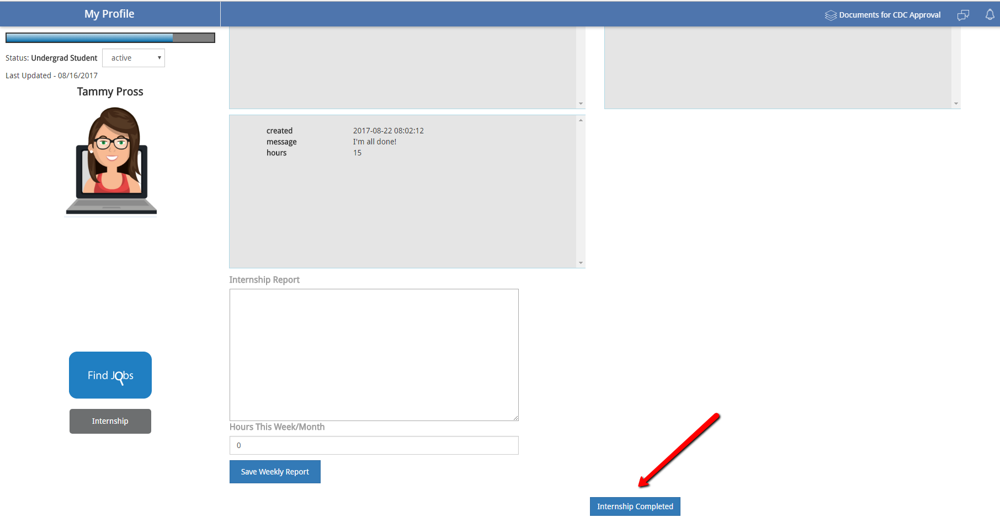 My Profile
Documents for CDC Approval
Status: Undergrad Student active
Last Updated - 08/16/2017
Tammy Pross
created 2017-08-22 08:02:12
message I'm all done!
hours 15
Internship Report
Find Jobs
Internship
Hours This Week/Month
0
Save Weekly Report
Internship Completed